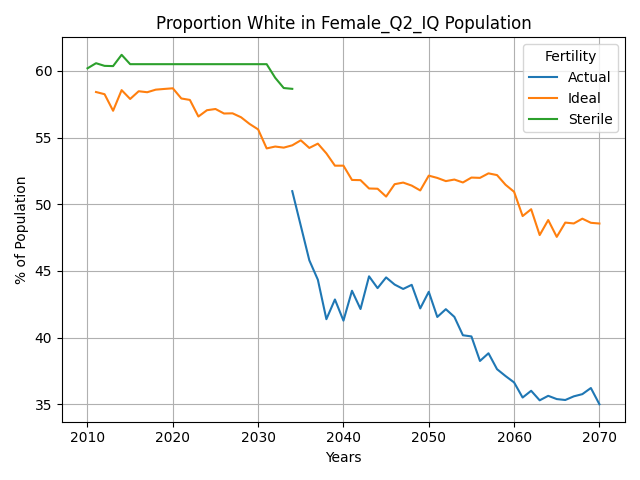 Proportion White in Female_Q2_IQ Population
Fertility
Actual
Ideal
Sterile
% of Population
60
55
50
45
40
35
2010
2020
2030
2040
2050
2060
2070
Years